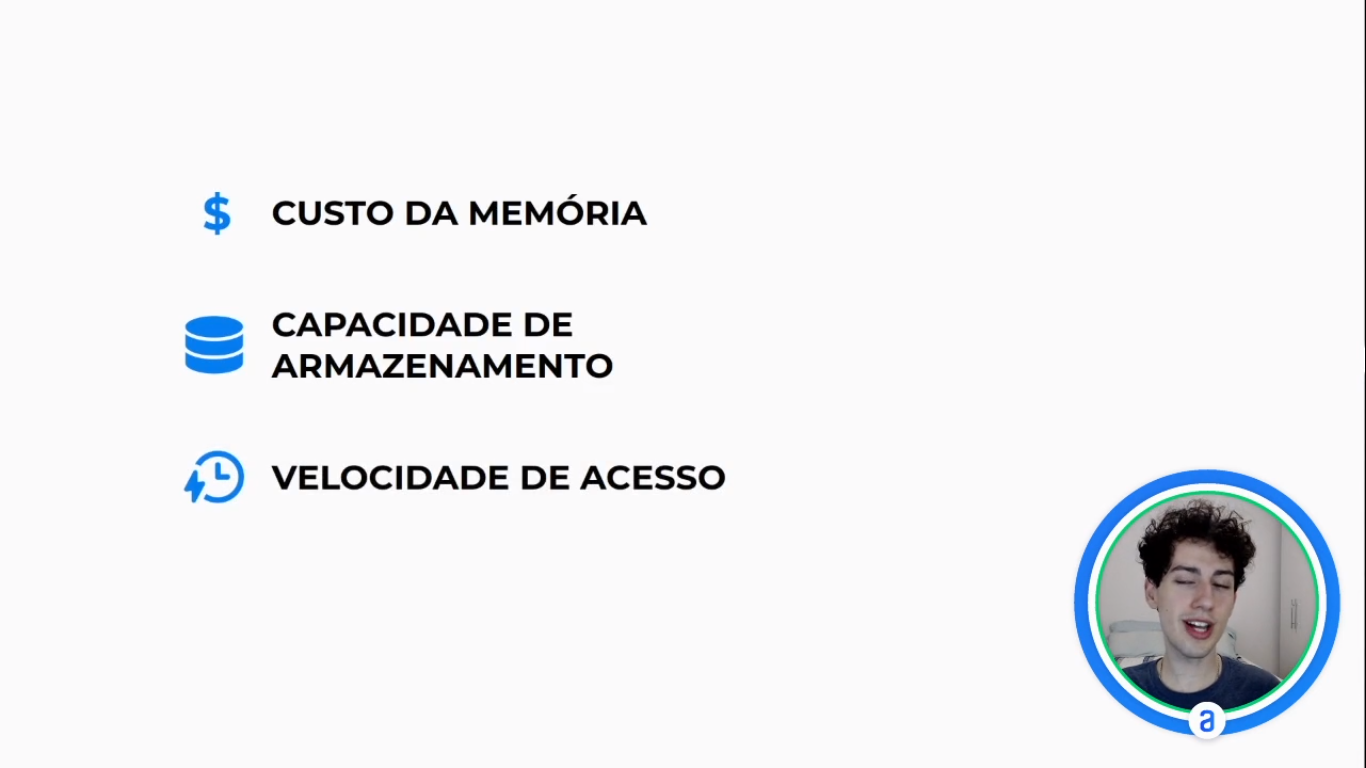 $ CUSTO DA MEMÓRIA
CAPACIDADE DE
ARMAZENAMENTO
VELOCIDADE DE ACESSO
a